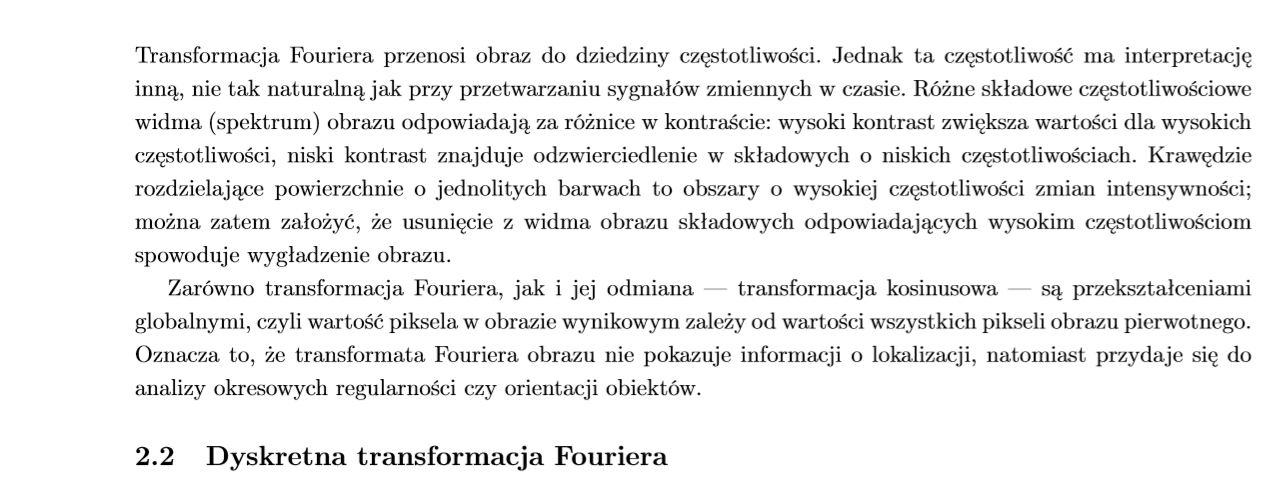 Transformacja Fouriera przenosi obraz do dziedziny częstotliwości. Jednak ta częstotliwość ma interpretację
inną, nie tak naturalną jak przy przetwarzaniu sygnałów zmiennych w czasie. Różne składowe częstotliwościowe
widma (spektrum) obrazu odpowiadają za różnice w kontraście: wysoki kontrast zwiększa wartości dla wysokich
częstotliwości, niski kontrast znajduje odzwierciedlenie w składowych o niskich częstotliwościach. Krawędzie
rozdzielające powierzchnie o jednolitych barwach to obszary o wysokiej częstotliwości zmian intensywności;
można zatem założyć, że usunięcie z widma obrazu składowych odpowiadających wysokim częstotliwościom
spowoduje wygładzenie obrazu.
Zarówno transformacja Fouriera, jak i jej odmiana — transformacja kosinusowa — są przekształceniami
globalnymi, czyli wartość piksela w obrazie wynikowym zależy od wartości wszystkich pikseli obrazu pierwotnego.
Oznacza to, że transformata Fouriera obrazu nie pokazuje informacji o lokalizacji, natomiast przydaje się do
analizy okresowych regularności czy orientacji obiektów.
2.2 Dyskretna transformacja Fouriera